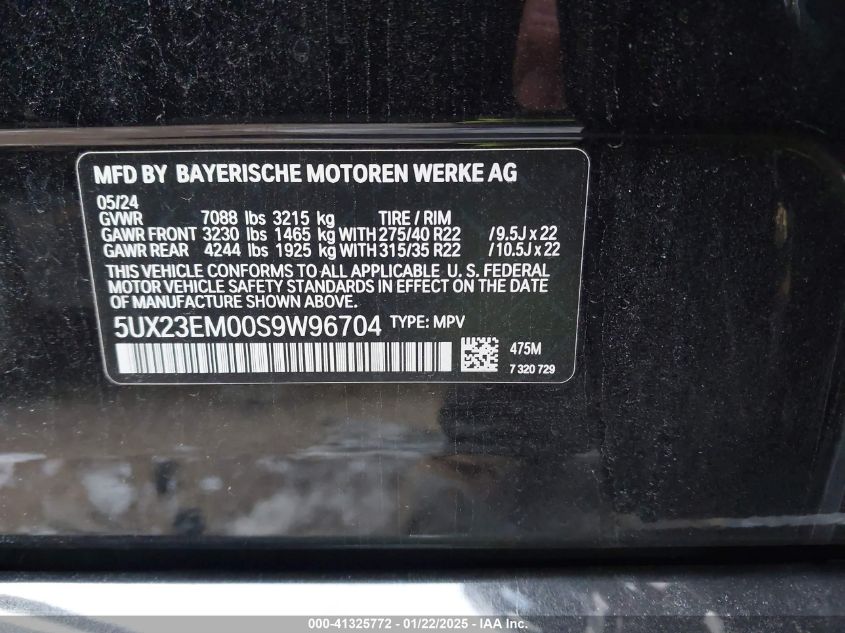 MFD BY BAYERISCHE MOTOREN WERKE AG
05/24
GVWR 7088 lbs 3215 kg TIRE / RIM
GAWR FRONT 3230 lbs 1465 kg WITH 275/40 R22 /9.5J x 22
GAWR REAR 4244 lbs 1925 kg WITH 315/35 R22 /10.5J x 22
THIS VEHICLE CONFORMS TO ALL APPLICABLE U. S. FEDERAL
MOTOR VEHICLE SAFETY STANDARDS IN EFFECT ON THE DATE
OF MANUFACTURE SHOWN ABOVE.
5UX23EM00S9W96704 TYPE: MPV
475M
7 320 729
000-41325772 - 01/22/2025 - IAA Inc.